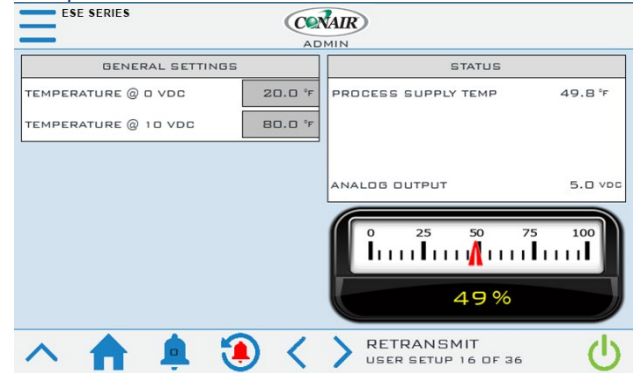 ESE SERIES
CONAIR
ADMIN
GENERAL SETTINGS
TEMPERATURE @ 0 VDC 20.0 °F
TEMPERATURE @ 10 VDC 80.0 °F
STATUS
PROCESS SUPPLY TEMP 49.8 °F
ANALOG OUTPUT 5.0 VDC
0 25 50 75 100
49%
0
RETRANSMIT
USER SETUP 16 OF 36